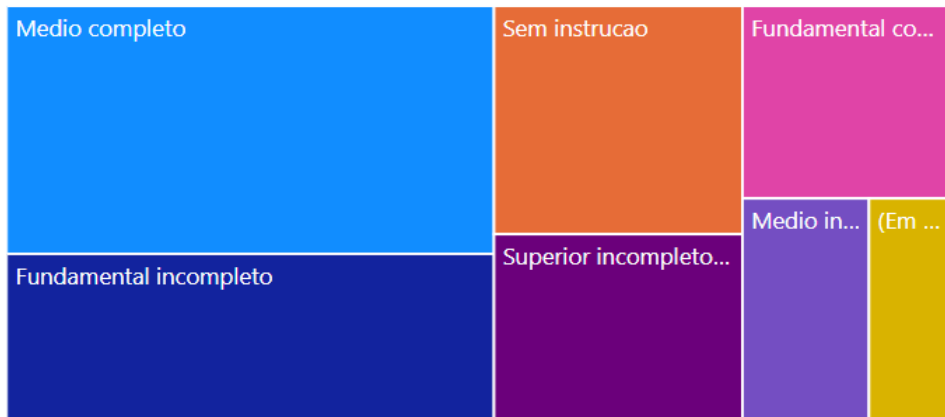 Medio completo
Fundamental incompleto
Sem instrucao
Superior incompleto...
Fundamental co...
Medio in...
(Em ...